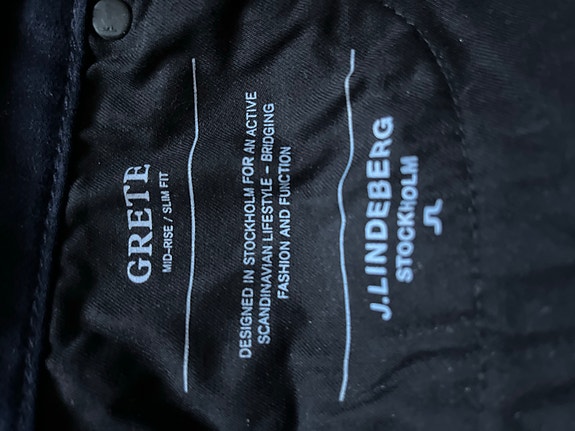 GRETE
MID-RISE / SLIM FIT
DESIGNED IN STOCKHOLM FOR AN ACTIVE
SCANDINAVIAN LIFESTYLE - BRIDGING
FASHION AND FUNCTION
J.LINDEBERG
STOCKHOLM